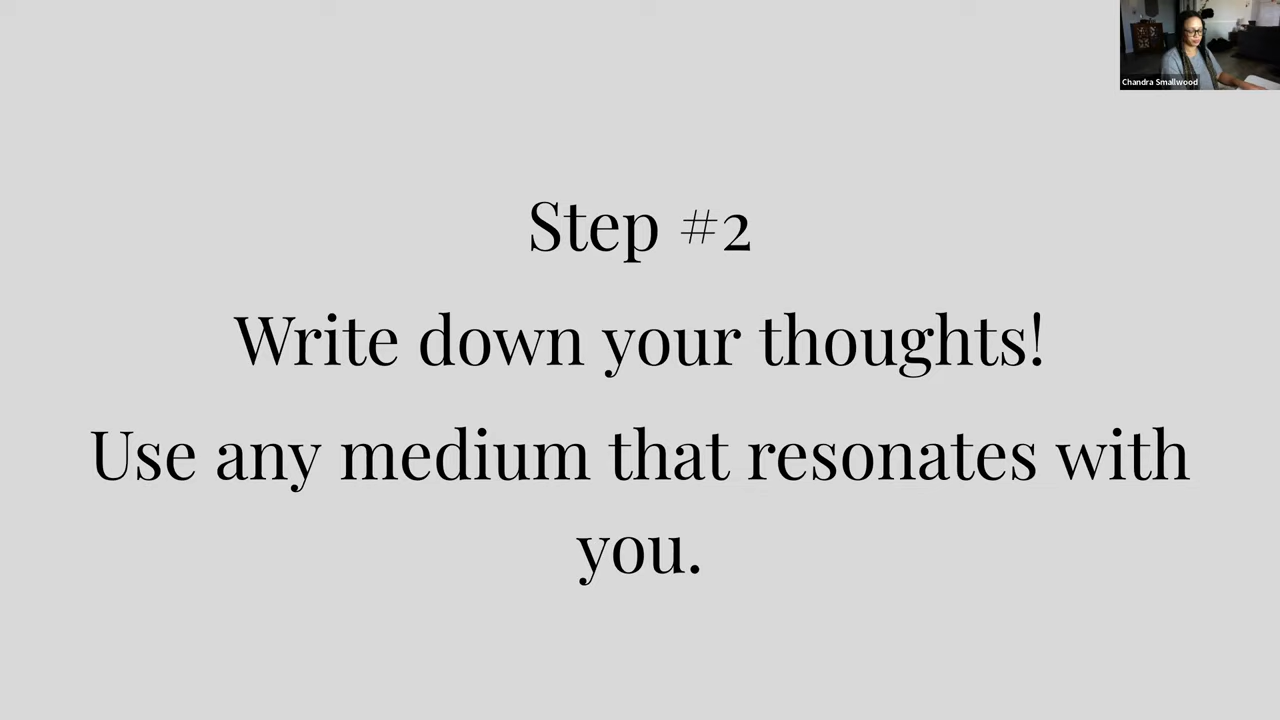 Chandra Smallwood
Step #2
Write down your thoughts!
Use any medium that resonates with
you.